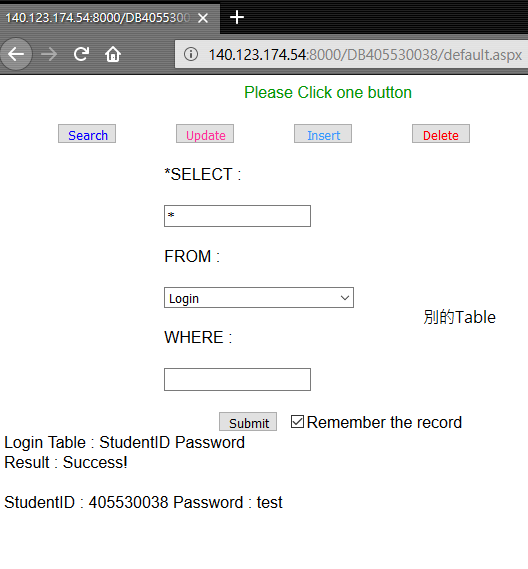 140.123.174.54:8000/DB4055300
140.123.174.54:8000/DB405530038/default.aspx
Please Click one button
Search Update Insert Delete
*SELECT :
*
FROM :
Login
別的Table
WHERE :
Submit Remember the record
Login Table : StudentID Password
Result : Success!
StudentID : 405530038 Password : test